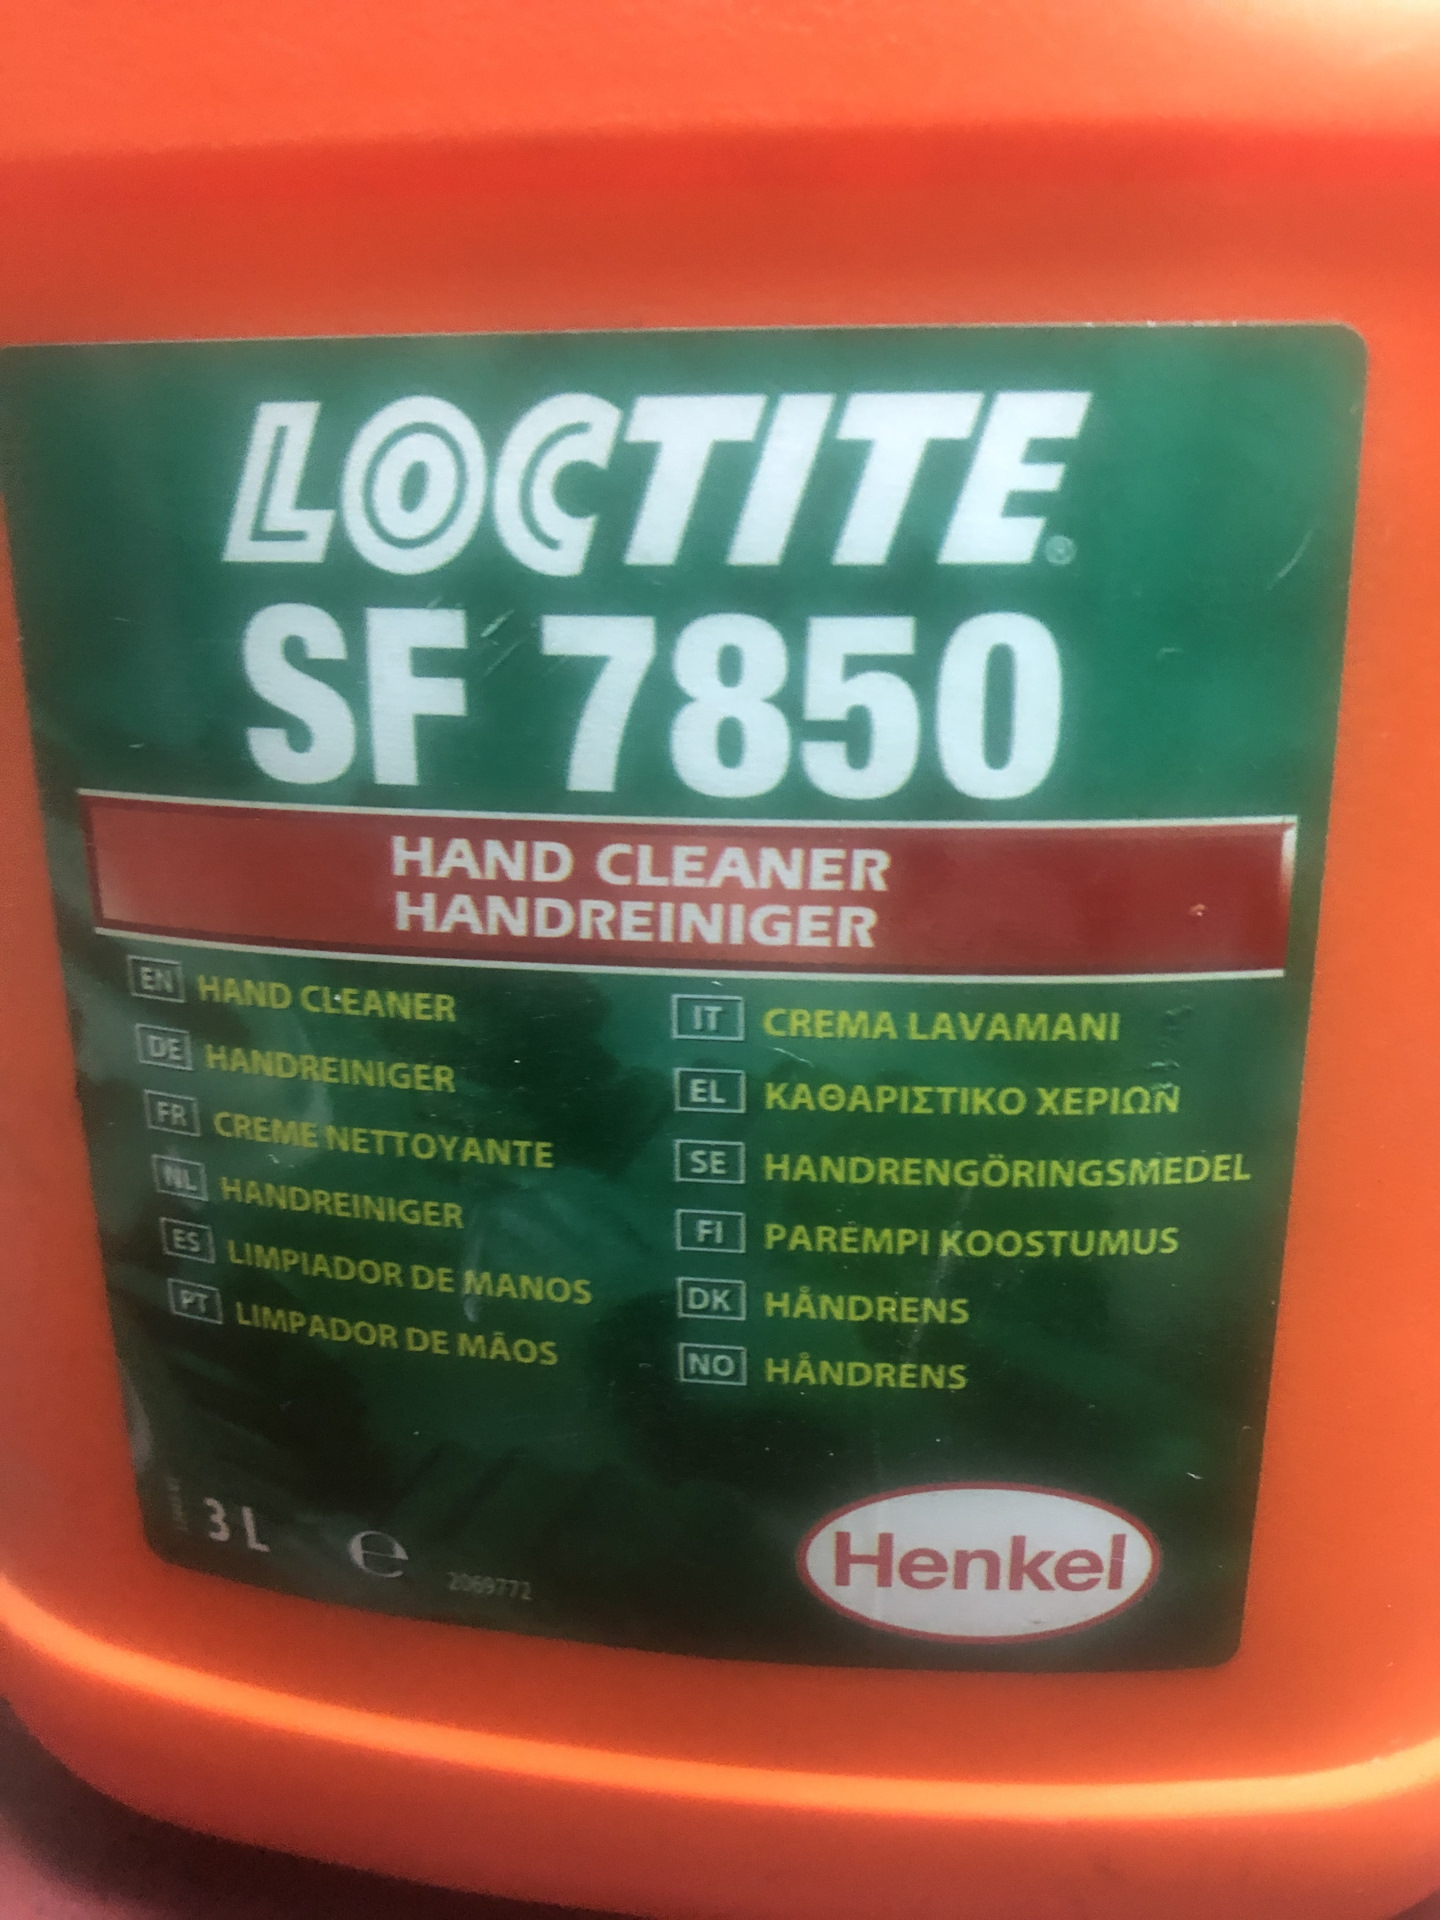 LOCTITE®
SF 7850
HAND CLEANER
HANDREINIGER
EN HAND CLEANER
DE HANDREINIGER
FR CREME NETTOYANTE
NL HANDREINIGER
ES LIMPIADOR DE MANOS
PT LIMPADOR DE MÃOS
IT CREMA LAVAMANI
EL ΚΑΘΑΡΙΣΤΙΚΟ ΧΕΡΙΩΝ
SE HANDRENGÖRINGSMEDEL
FI PAREMPI KOOSTUMUS
DK HÅNDRENS
NO HÅNDRENS
3 L ℮
2069772
Henkel